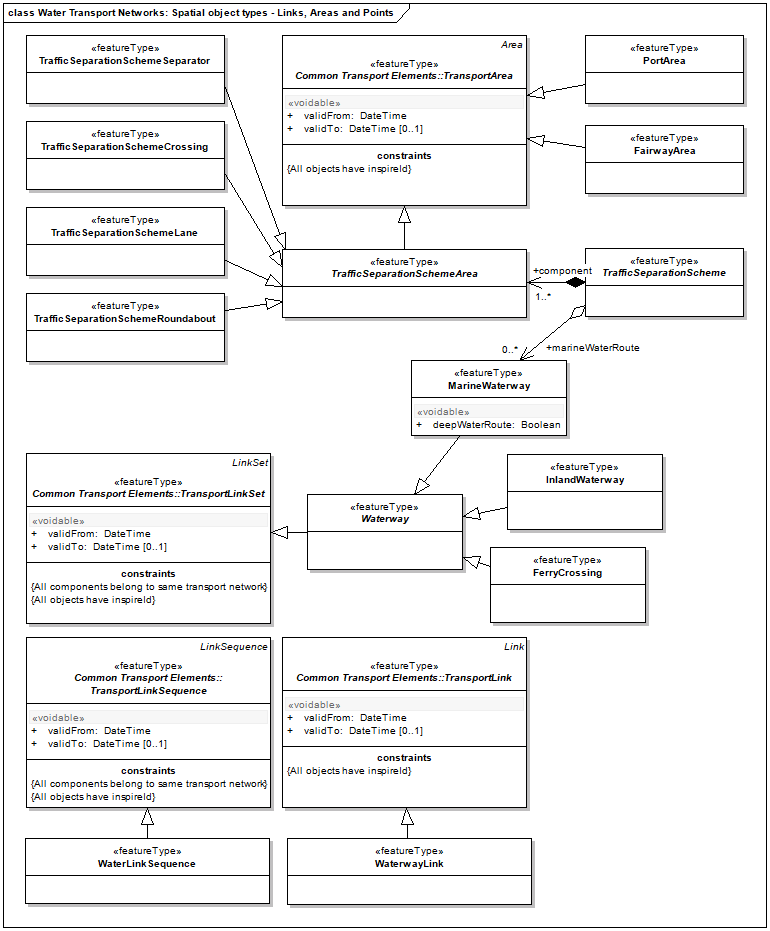 class Water Transport Networks: Spatial object types - Links, Areas and Points
«featureType»
TrafficSeparationSchemeSeparator
Area
«featureType»
Common Transport Elements::TransportArea
«voidable»
+ validFrom: DateTime
+ validTo: DateTime [0..1]
constraints
{All objects have inspireId}
«featureType»
PortArea
«featureType»
TrafficSeparationSchemeCrossing
«featureType»
FairwayArea
«featureType»
TrafficSeparationSchemeLane
«featureType»
TrafficSeparationSchemeArea
+component
1..*
«featureType»
TrafficSeparationScheme
«featureType»
TrafficSeparationSchemeRoundabout
0..*
+marineWaterRoute
«featureType»
MarineWaterway
«voidable»
+ deepWaterRoute: Boolean
LinkSet
«featureType»
Common Transport Elements::TransportLinkSet
«voidable»
+ validFrom: DateTime
+ validTo: DateTime [0..1]
constraints
{All components belong to same transport network}
{All objects have inspireId}
«featureType»
Waterway
«featureType»
InlandWaterway
«featureType»
FerryCrossing
LinkSequence
«featureType»
Common Transport Elements::
TransportLinkSequence
«voidable»
+ validFrom: DateTime
+ validTo: DateTime [0..1]
constraints
{All components belong to same transport network}
{All objects have inspireId}
Link
«featureType»
Common Transport Elements::TransportLink
«voidable»
+ validFrom: DateTime
+ validTo: DateTime [0..1]
constraints
{All objects have inspireId}
«featureType»
WaterLinkSequence
«featureType»
WaterwayLink